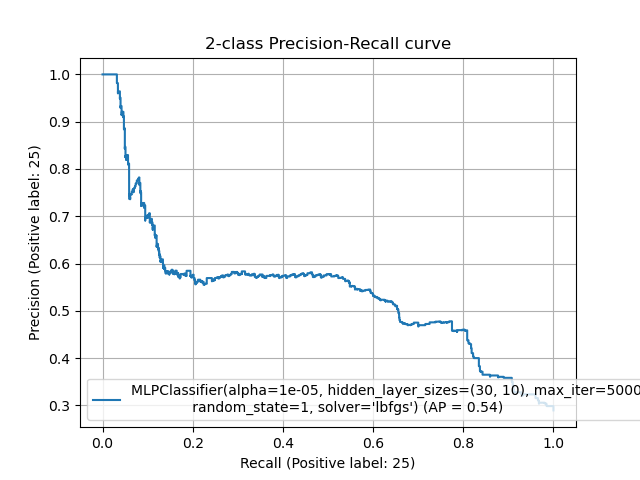 2-class Precision-Recall curve
1.0
0.9
0.8
0.7
0.6
0.5
0.4
0.3
Precision (Positive label: 25)
MLPClassifier(alpha=1e-05, hidden_layer_sizes=(30, 10), max_iter=5000
random_state=1, solver='lbfgs') (AP = 0.54)
0.0 0.2 0.4 0.6 0.8 1.0
Recall (Positive label: 25)